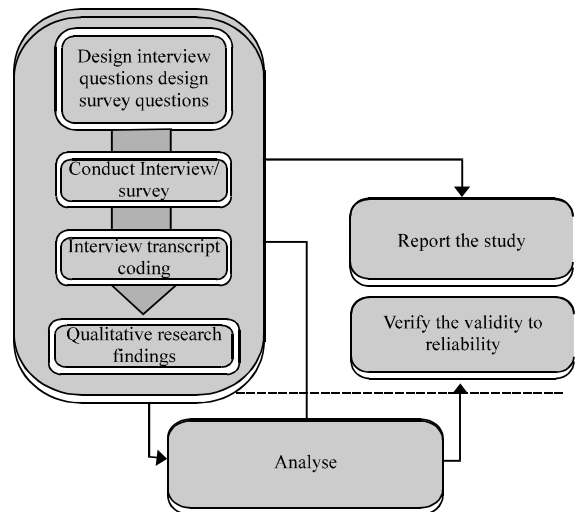 Design interview
questions design
survey questions
Conduct Interview/
survey
Interview transcript
coding
Qualitative research
findings
Report the study
Verify the validity to
reliability
Analyse